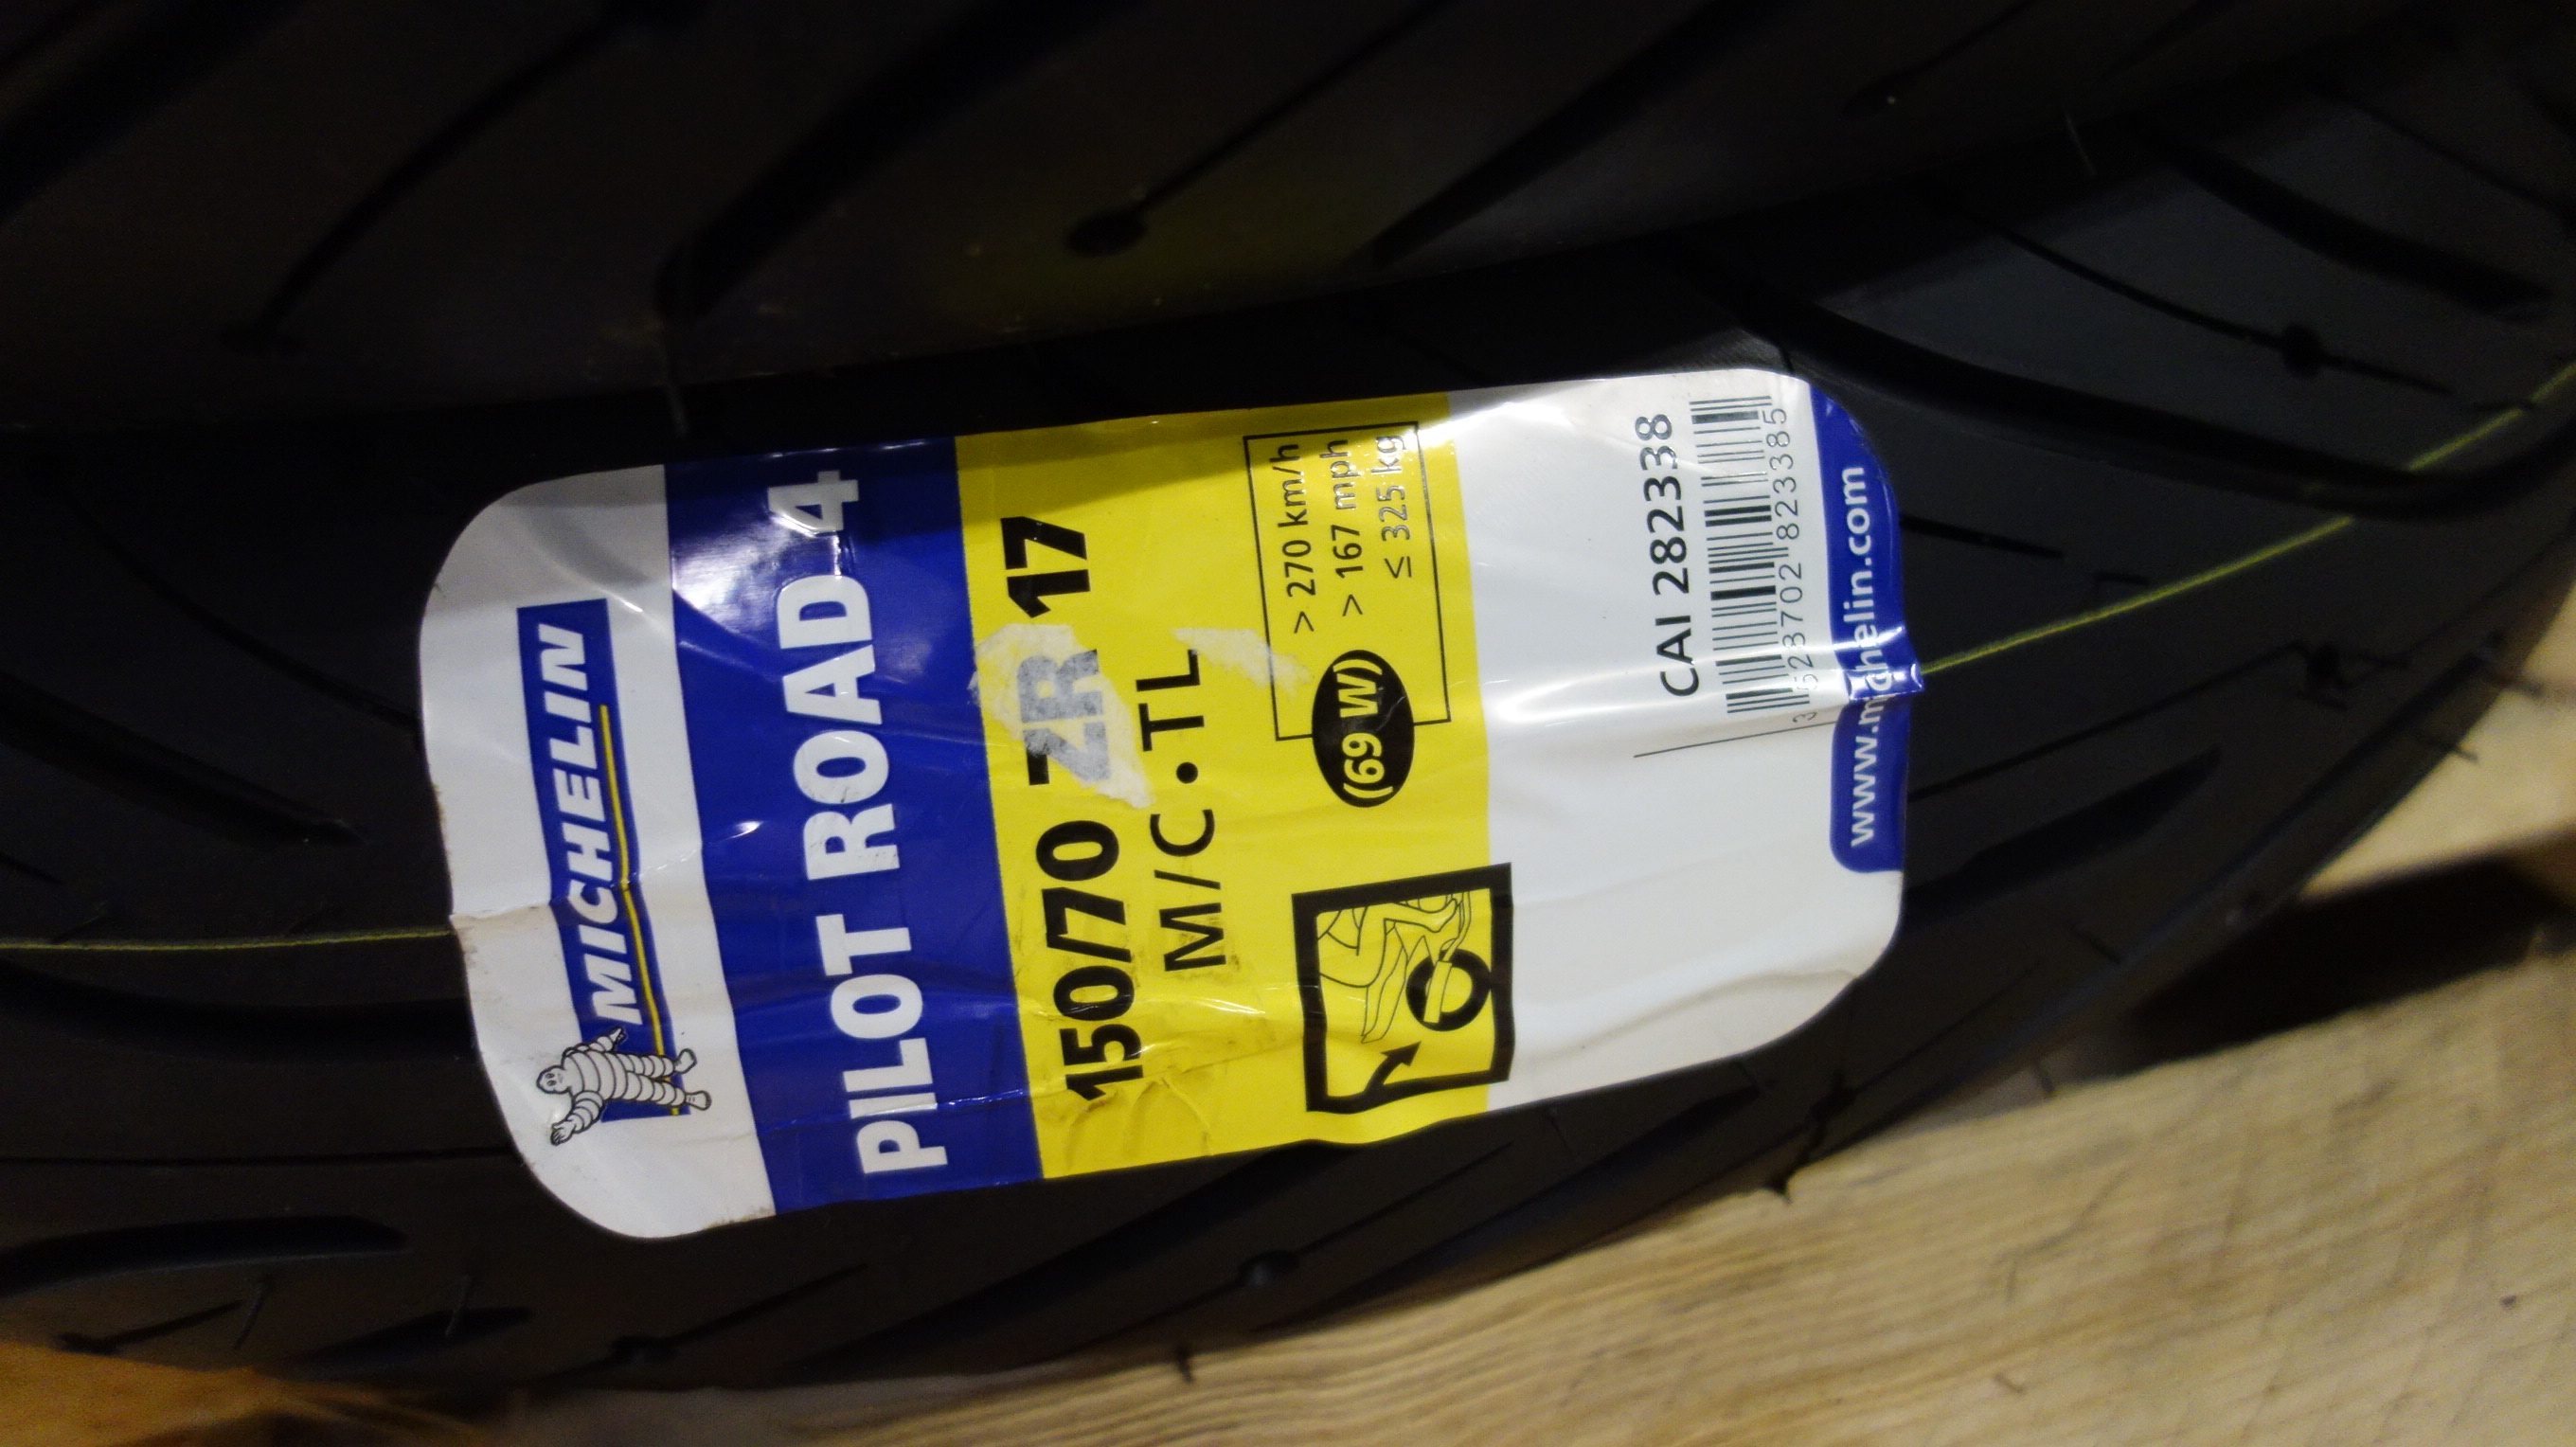 MICHELIN
PILOT ROAD 4
150/70 ZR 17
M/C • TL
(69 W)
> 270 km/h
> 167 mph
≤ 325 kg
CAI 282338
3 528702 823385
www.michelin.com